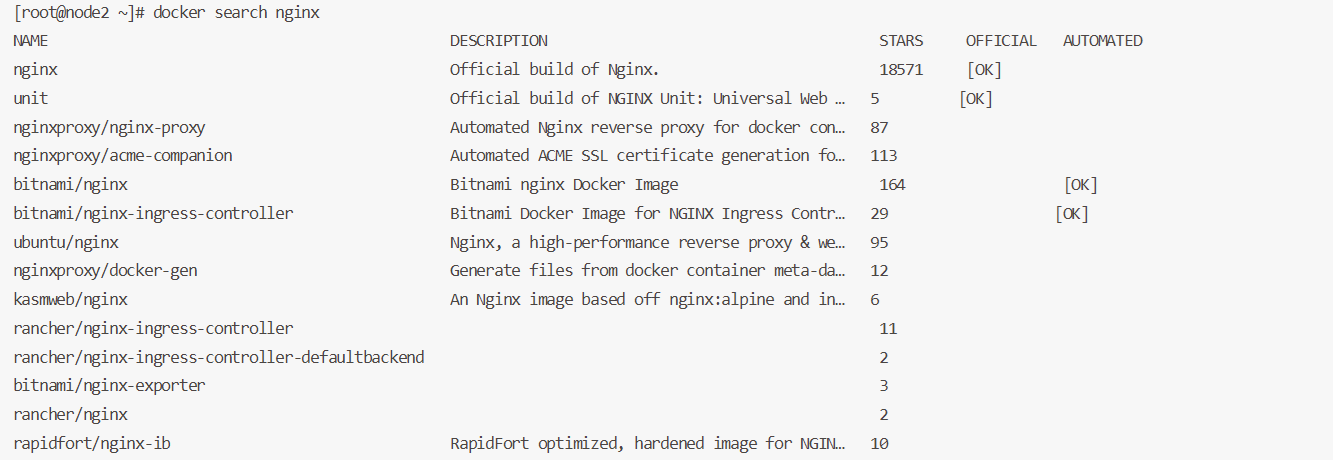 [root@node2 ~]# docker search nginx
NAME DESCRIPTION STARS OFFICIAL AUTOMATED
nginx Official build of Nginx. 18571 [OK]
unit Official build of NGINX Unit: Universal Web … 5 [OK]
nginxproxy/nginx-proxy Automated Nginx reverse proxy for docker con… 87
nginxproxy/acme-companion Automated ACME SSL certificate generation fo… 113
bitnami/nginx Bitnami nginx Docker Image 164 [OK]
bitnami/nginx-ingress-controller Bitnami Docker Image for NGINX Ingress Contr… 29 [OK]
ubuntu/nginx Nginx, a high-performance reverse proxy & we… 95
nginxproxy/docker-gen Generate files from docker container meta-da… 12
kasmweb/nginx An Nginx image based off nginx:alpine and in… 6
rancher/nginx-ingress-controller 11
rancher/nginx-ingress-controller-defaultbackend 2
bitnami/nginx-exporter 3
rancher/nginx 2
rapidfort/nginx-ib RapidFort optimized, hardened image for NGIN… 10